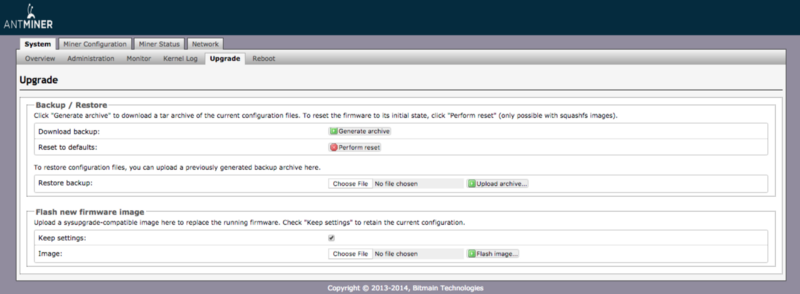 ANTMINER
System Miner Configuration Miner Status Network
Overview Administration Monitor Kernel Log Upgrade Reboot
Upgrade
Backup / Restore
Click "Generate archive" to download a tar archive of the current configuration files. To reset the firmware to its initial state, click "Perform reset" (only possible with squashfs images).
Download backup: Generate archive
Reset to defaults: Perform reset
To restore configuration files, you can upload a previously generated backup archive here.
Restore backup: Choose File No file chosen Upload archive...
Flash new firmware image
Upload a sysupgrade-compatible image here to replace the running firmware. Check "Keep settings" to retain the current configuration.
Keep settings:
Image: Choose File No file chosen Flash image...
Copyright © 2013-2014, Bitmain Technologies